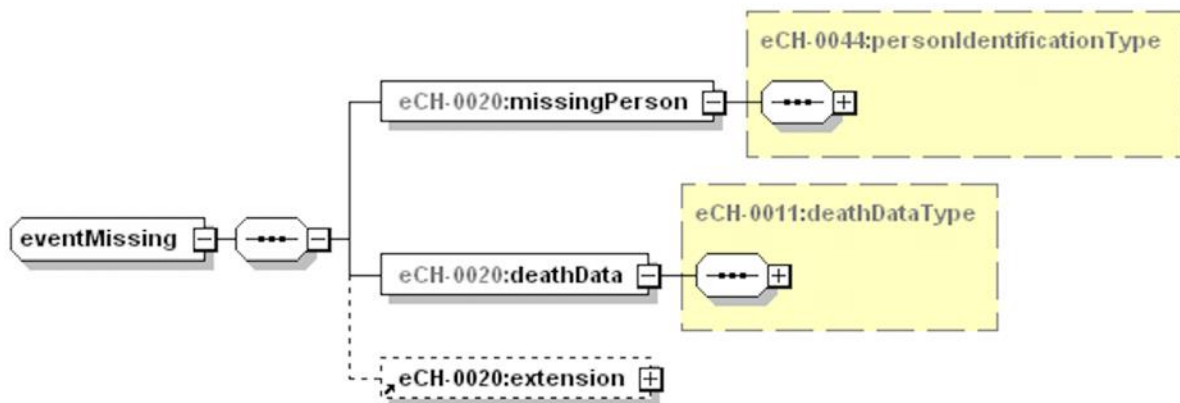 eCH-0044:personIdentificationType
eCH-0020:missingPerson
eCH-0011:deathDataType
eventMissing
eCH-0020:deathData
eCH-0020:extension